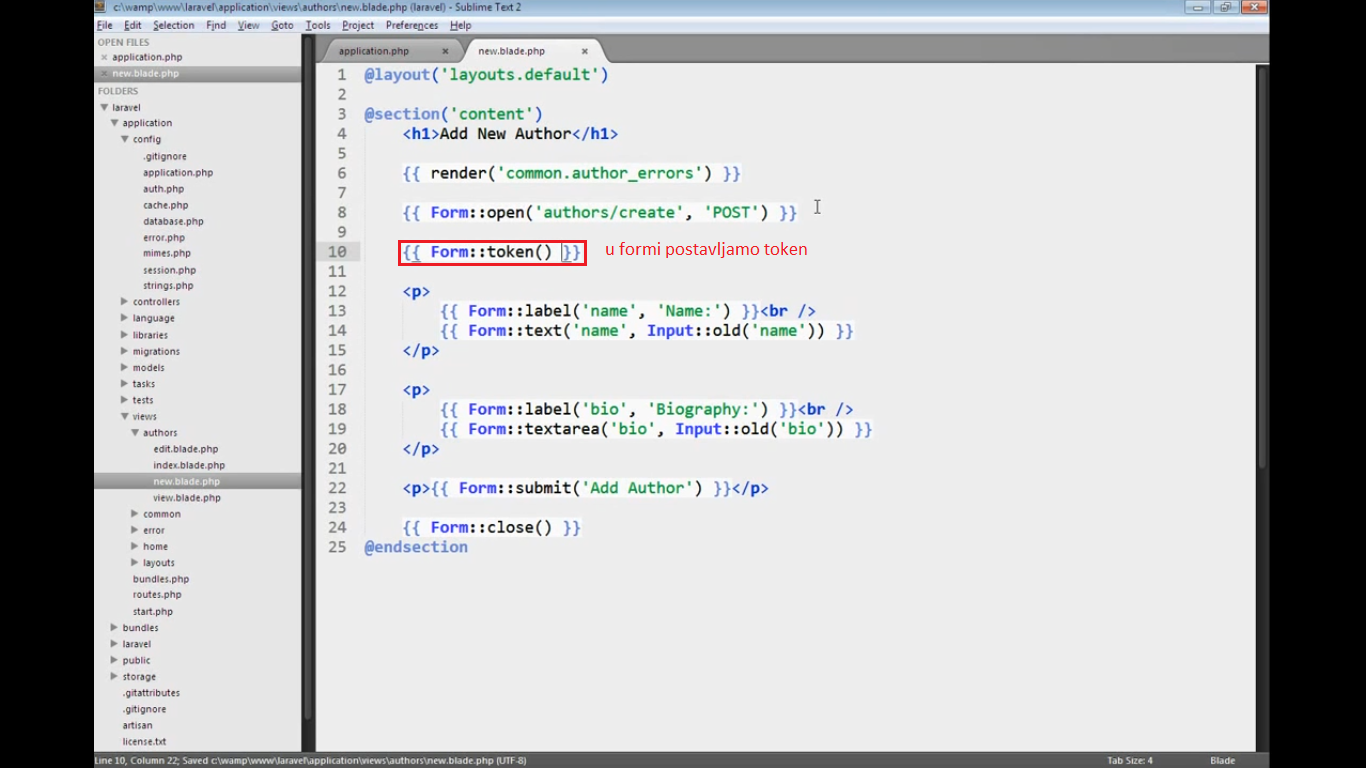 c:\wamp\www\laravel\application\views\authors\new.blade.php (laravel) - Sublime Text 2
File Edit Selection Find View Goto Tools Project Preferences Help
OPEN FILES
application.php
new.blade.php
FOLDERS
laravel
application
config
.gitignore
application.php
auth.php
cache.php
database.php
error.php
mimes.php
session.php
strings.php
controllers
language
libraries
migrations
models
tasks
tests
views
authors
edit.blade.php
index.blade.php
new.blade.php
view.blade.php
common
error
home
layouts
bundles.php
routes.php
start.php
bundles
laravel
public
storage
.gitattributes
.gitignore
artisan
license.txt
application.php × new.blade.php ×
1 @layout('layouts.default')
2
3 @section('content')
4 <h1>Add New Author</h1>
5
6 {{ render('common.author_errors') }}
7
8 {{ Form::open('authors/create', 'POST') }}
9
10 {{ Form::token() }} u formi postavljamo token
11
12 <p>
13 {{ Form::label('name', 'Name:') }}<br />
14 {{ Form::text('name', Input::old('name')) }}
15 </p>
16
17 <p>
18 {{ Form::label('bio', 'Biography:') }}<br />
19 {{ Form::textarea('bio', Input::old('bio')) }}
20 </p>
21
22 <p>{{ Form::submit('Add Author') }}</p>
23
24 {{ Form::close() }}
25 @endsection
Line 10, Column 22; Saved c:\wamp\www\laravel\application\views\authors\new.blade.php (UTF-8) Tab Size: 4 Blade